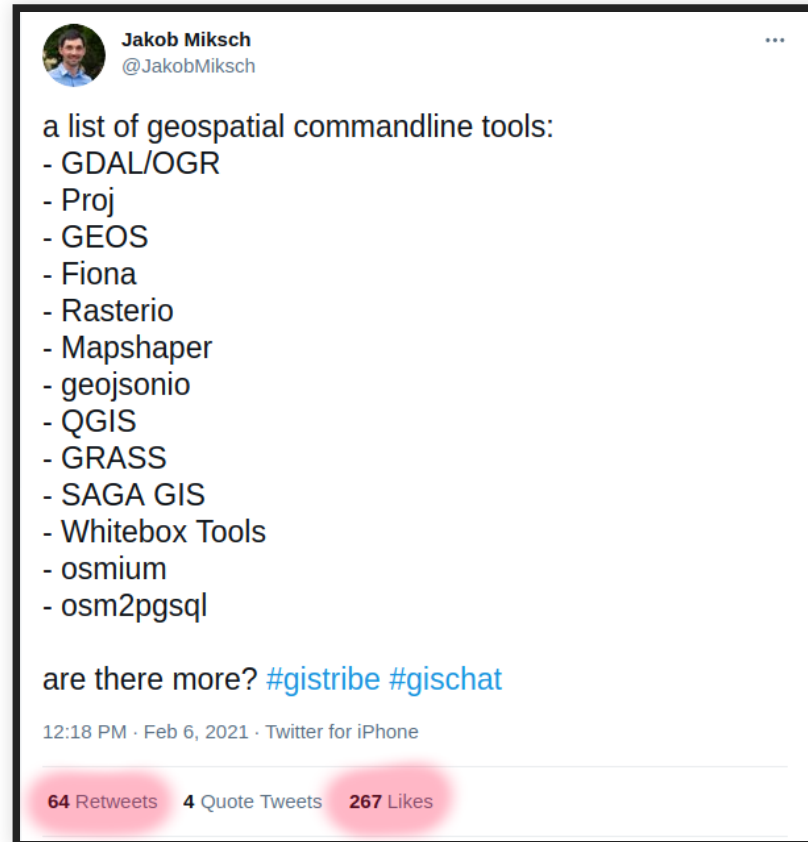 Jakob Miksch
@JakobMiksch
a list of geospatial commandline tools:
- GDAL/OGR
- Proj
- GEOS
- Fiona
- Rasterio
- Mapshaper
- geojsonio
- QGIS
- GRASS
- SAGA GIS
- Whitebox Tools
- osmium
- osm2pgsql
are there more? #gistribe #gischat
12:18 PM · Feb 6, 2021 · Twitter for iPhone
64 Retweets 4 Quote Tweets 267 Likes